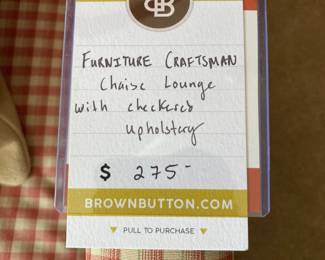 FURNITURE CRAFTSMAN
Chaise Lounge
with checkered
upholstery
$ 275-
BROWNBUTTON.COM
PULL TO PURCHASE